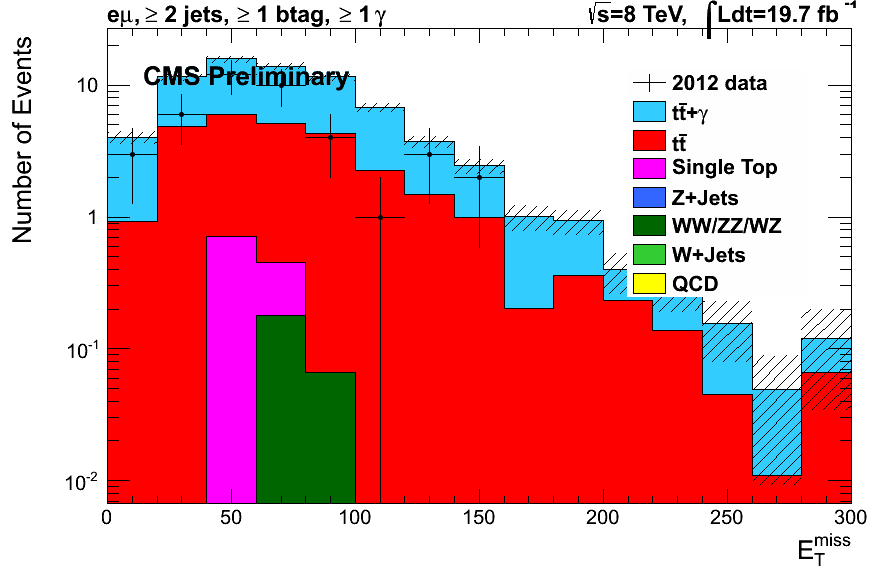 eμ, ≥ 2 jets, ≥ 1 btag, ≥ 1 γ
√s=8 TeV, ∫Ldt=19.7 fb⁻¹
CMS Preliminary
2012 data
tt̄+γ
tt̄
Single Top
Z+Jets
WW/ZZ/WZ
W+Jets
QCD
Number of Events
10
1
10⁻¹
10⁻²
0 50 100 150 200 250 300
E_T^miss